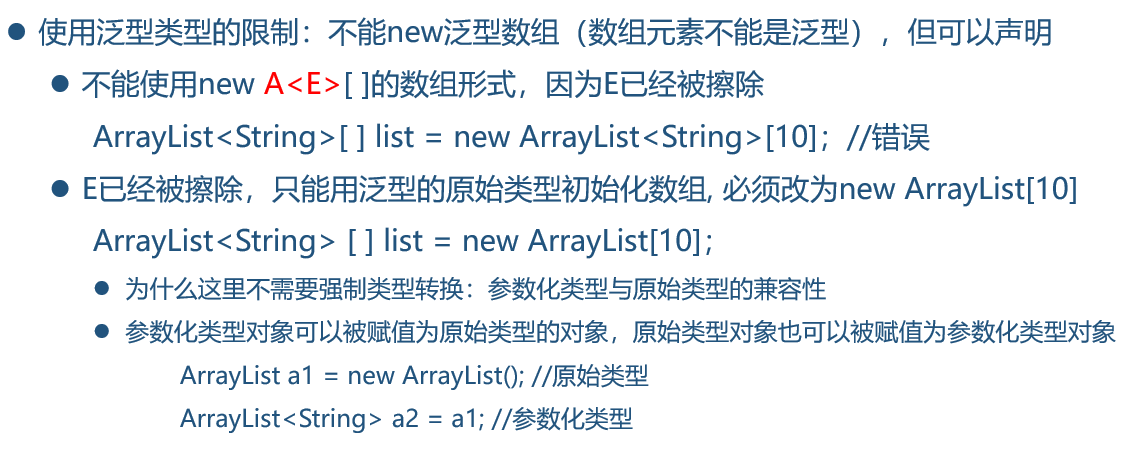 ● 使用泛型类型的限制：不能new泛型数组（数组元素不能是泛型），但可以声明
● 不能使用new A<E>[ ]的数组形式，因为E已经被擦除
ArrayList<String>[ ] list = new ArrayList<String>[10]；//错误
● E已经被擦除，只能用泛型的原始类型初始化数组, 必须改为new ArrayList[10]
ArrayList<String> [ ] list = new ArrayList[10]；
● 为什么这里不需要强制类型转换：参数化类型与原始类型的兼容性
● 参数化类型对象可以被赋值为原始类型的对象，原始类型对象也可以被赋值为参数化类型对象
ArrayList a1 = new ArrayList(); //原始类型
ArrayList<String> a2 = a1; //参数化类型